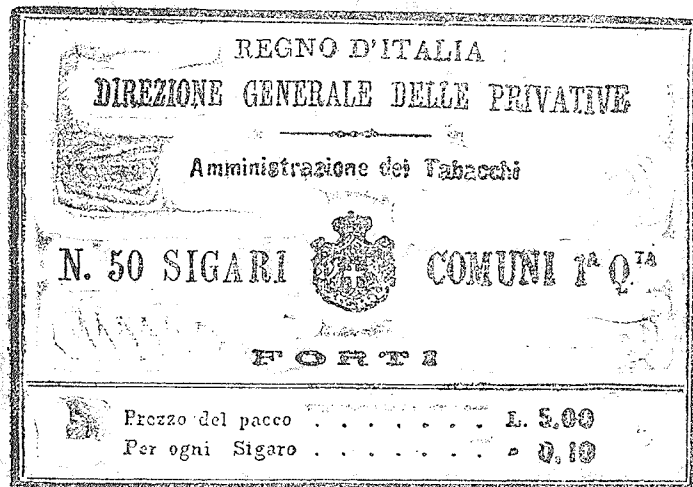 REGNO D'ITALIA
DIREZIONE GENERALE DELLE PRIVATIVE
Amministrazione dei Tabacchi
N. 50 SIGARI COMUNI 1ᴬ Q.ᵀᴬ
FORTI
Prezzo del pacco . . . . . . . . L. 5.00
Per ogni Sigaro . . . . . . . . » 0,10